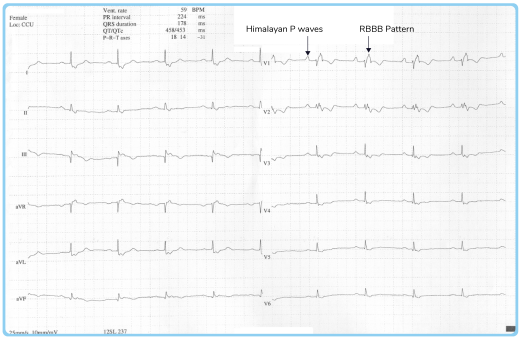 Female
Loc: CCU
Vent. rate 59 BPM
PR interval 224 ms
QRS duration 178 ms
QT/QTc 458/453 ms
P-R-T axes 18 14 -31
Himalayan P waves
RBBB Pattern
I
V1
II
V2
III
V3
aVR
V4
aVL
V5
aVF
V6
25mm/s 10mm/mV
12SL 237